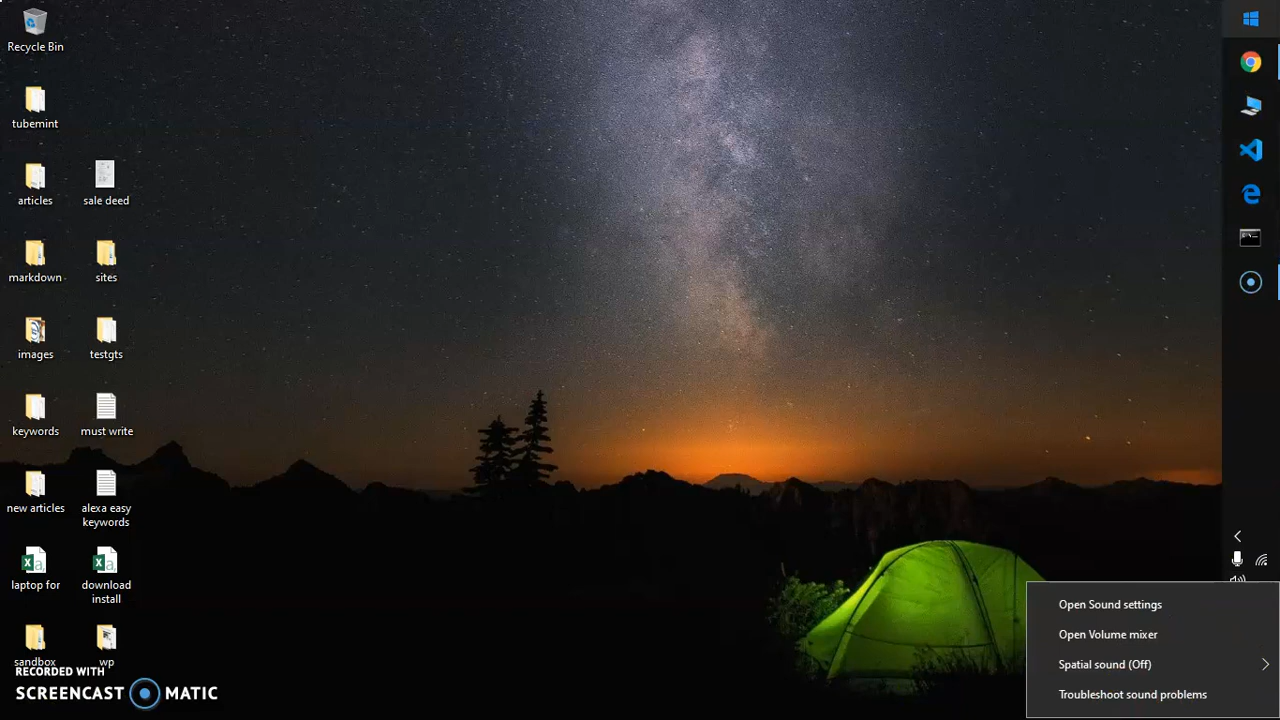 Recycle Bin
tubemint
articles
sale deed
markdown
sites
images
testgts
keywords
must write
new articles
alexa easy
keywords
laptop for
download
install
sandbox
wp
RECORDED WITH
SCREENCAST MATIC
Open Sound settings
Open Volume mixer
Spatial sound (Off)
Troubleshoot sound problems